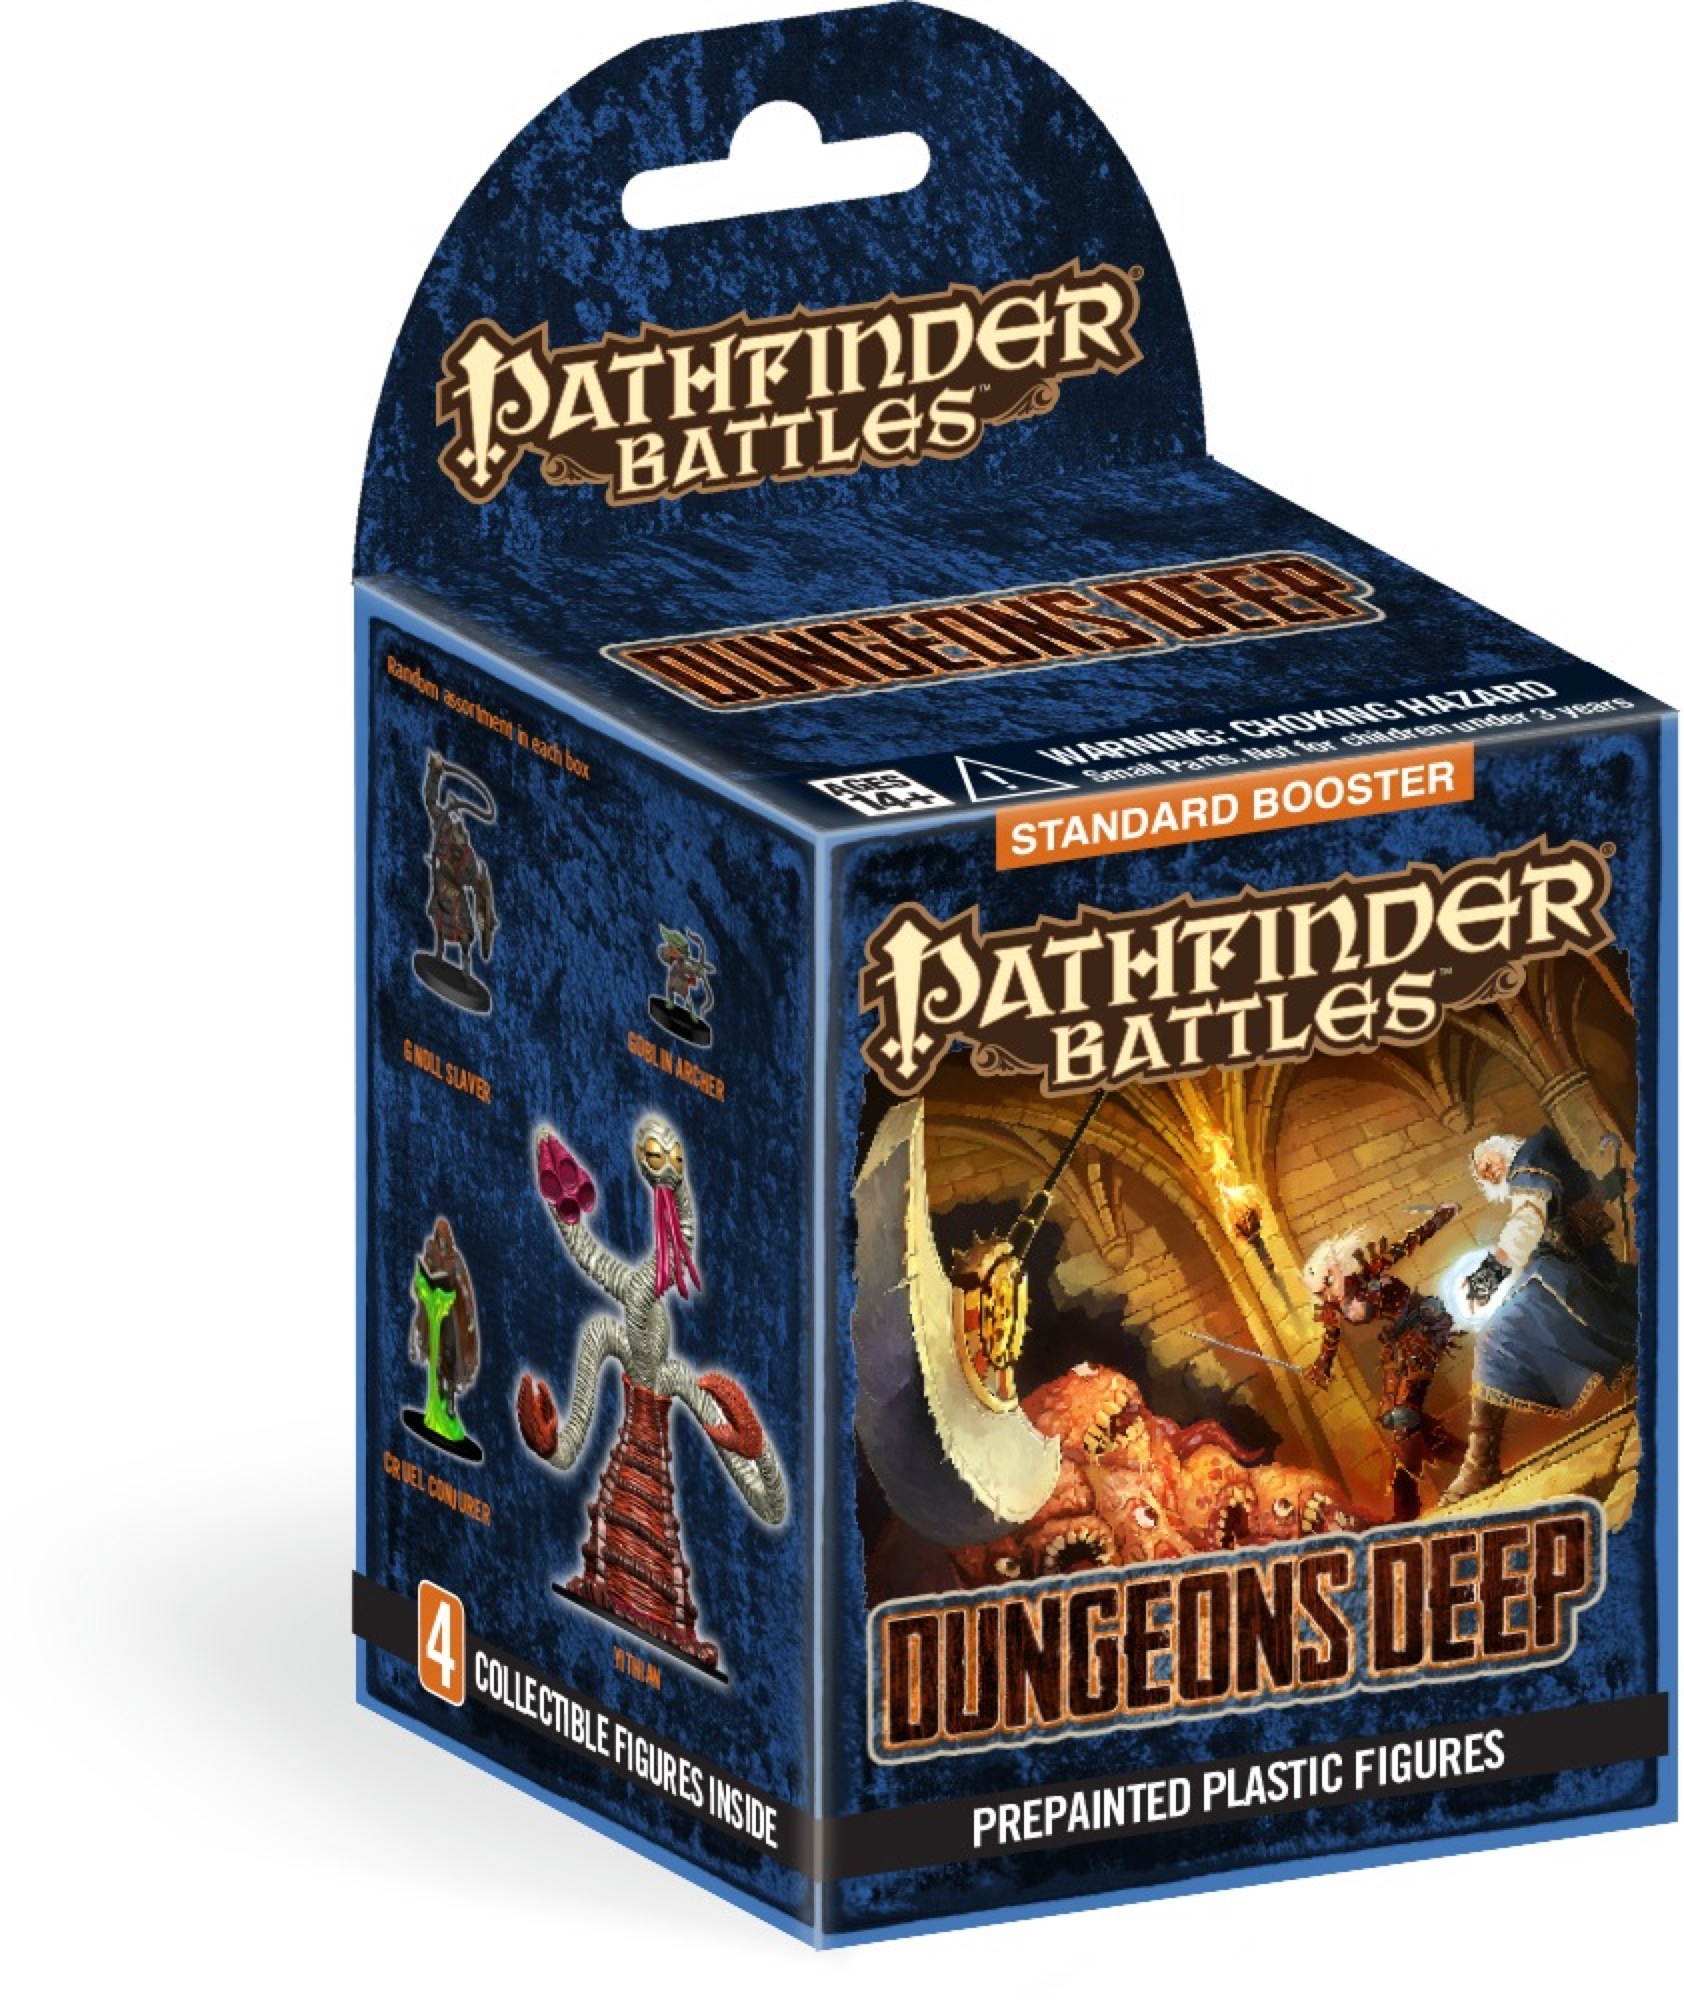 PATHFINDER®
BATTLES™
DUNGEONS DEEP
AGES
14+
WARNING: CHOKING HAZARD
Small Parts. Not for children under 3 years
Random assortment in each box
GNOLL SLAVER
GOBLIN ARCHER
CRUEL CONJURER
YITHIAN
4 COLLECTIBLE FIGURES INSIDE
STANDARD BOOSTER
PATHFINDER®
BATTLES™
DUNGEONS DEEP
PREPAINTED PLASTIC FIGURES